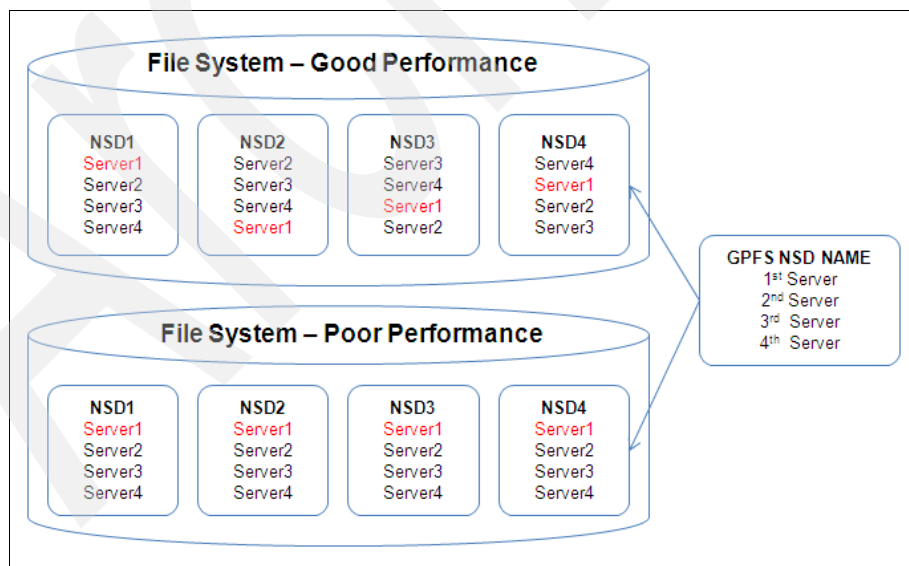 File System – Good Performance
NSD1
Server1
Server2
Server3
Server4
NSD2
Server2
Server3
Server4
Server1
NSD3
Server3
Server4
Server1
Server2
NSD4
Server4
Server1
Server2
Server3
GPFS NSD NAME
1st Server
2nd Server
3rd Server
4th Server
File System – Poor Performance
NSD1
Server1
Server2
Server3
Server4
NSD2
Server1
Server2
Server3
Server4
NSD3
Server1
Server2
Server3
Server4
NSD4
Server1
Server2
Server3
Server4